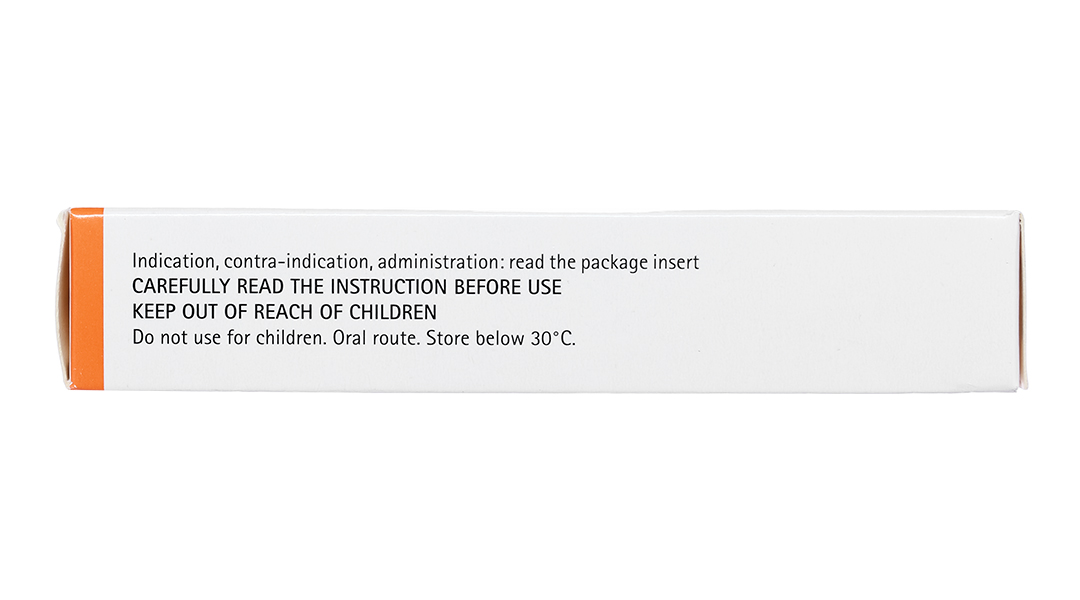 Indication, contra-indication, administration: read the package insert
CAREFULLY READ THE INSTRUCTION BEFORE USE
KEEP OUT OF REACH OF CHILDREN
Do not use for children. Oral route. Store below 30°C.